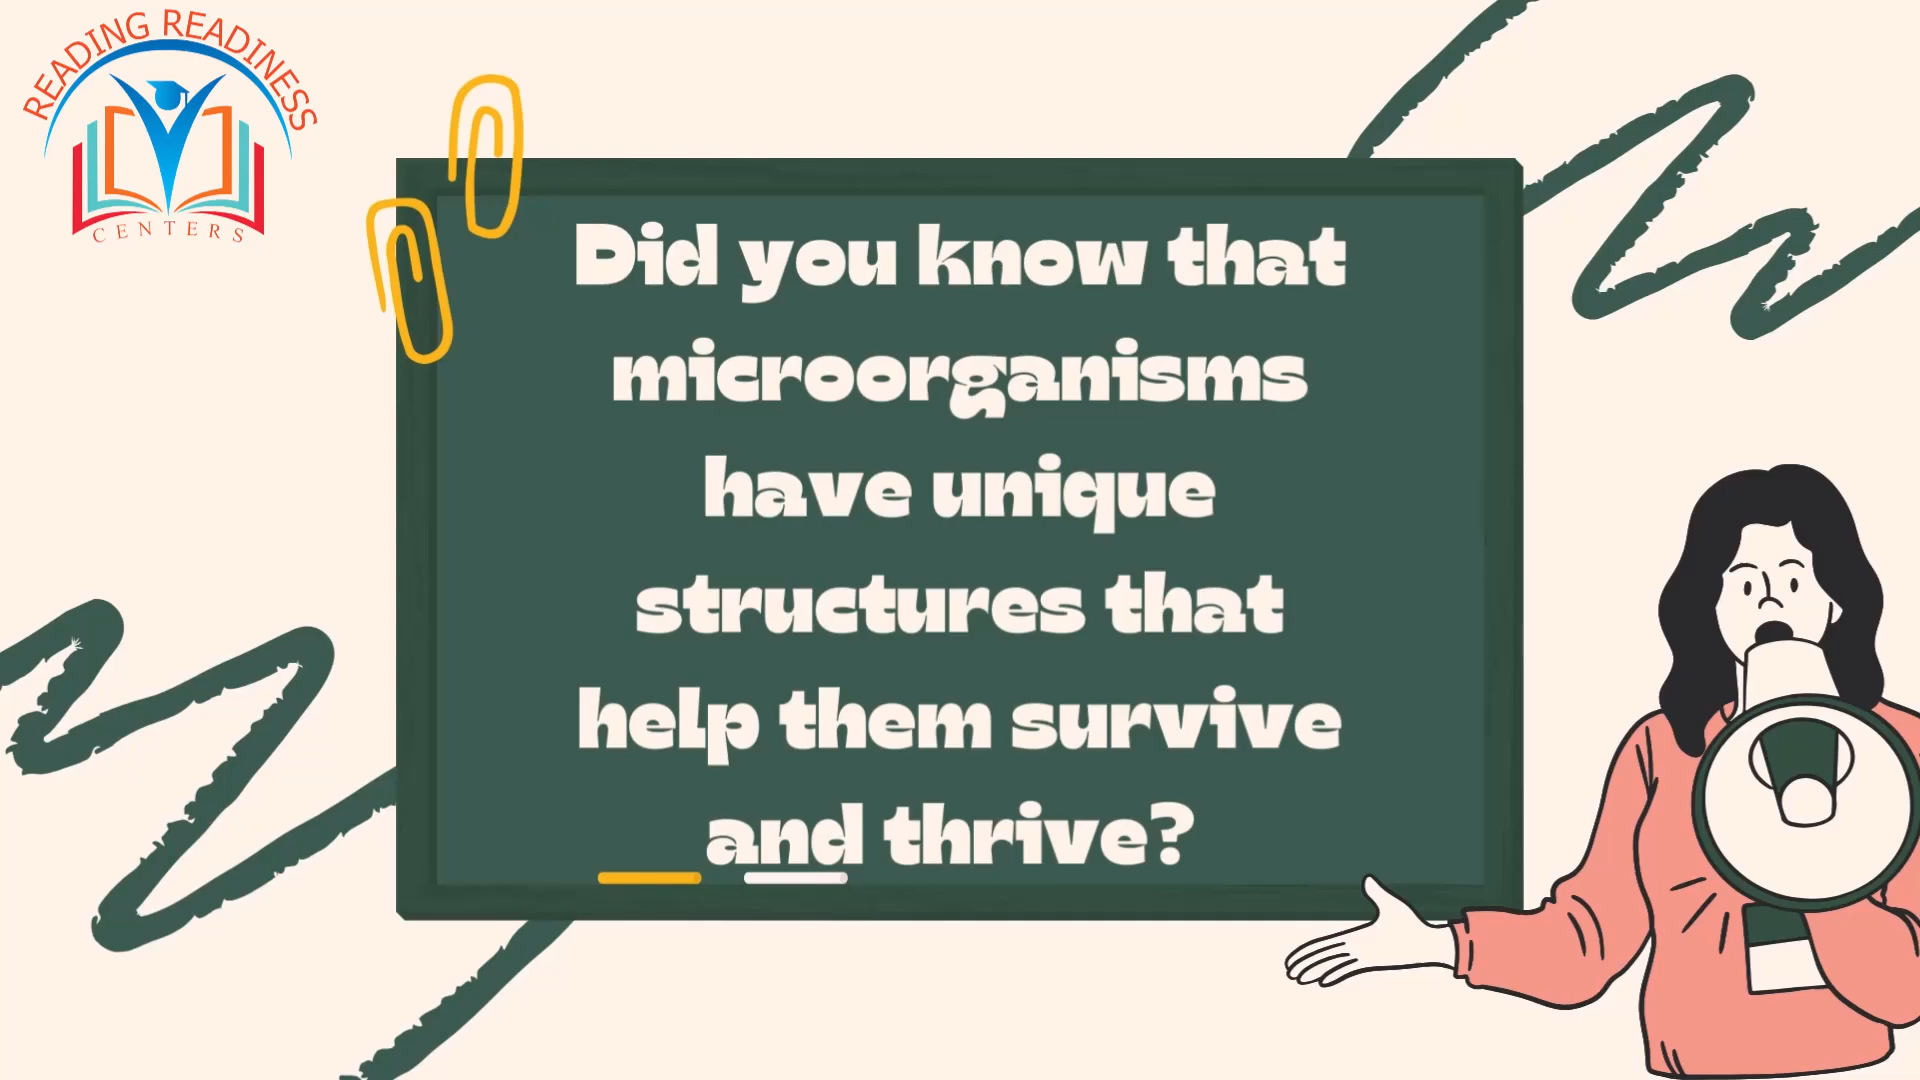 READING READINESS
CENTERS
Did you know that
microorganisms
have unique
structures that
help them survive
and thrive?